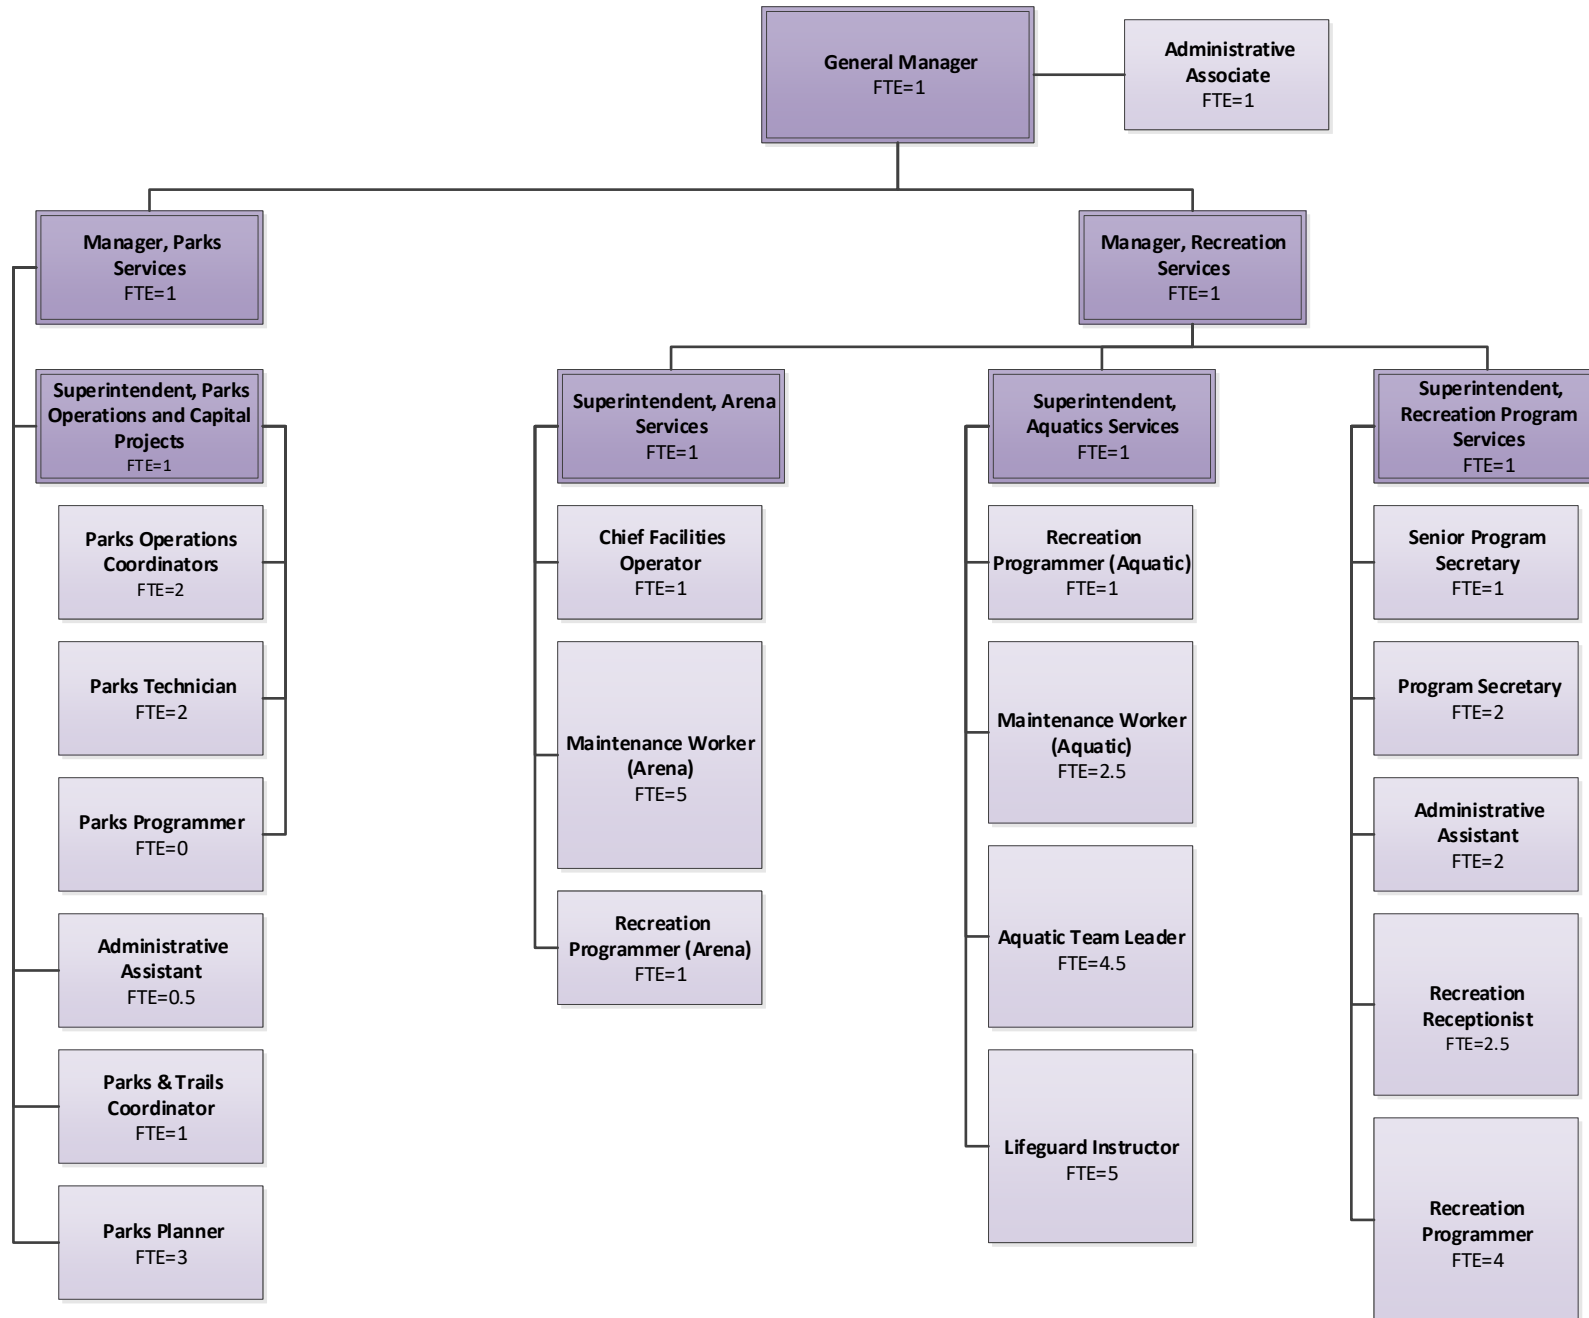 General Manager
FTE=1
Administrative
Associate
FTE=1
Manager, Parks
Services
FTE=1
Manager, Recreation
Services
FTE=1
Superintendent, Parks
Operations and Capital
Projects
FTE=1
Parks Operations
Coordinators
FTE=2
Parks Technician
FTE=2
Parks Programmer
FTE=0
Administrative
Assistant
FTE=0.5
Parks & Trails
Coordinator
FTE=1
Parks Planner
FTE=3
Superintendent, Arena
Services
FTE=1
Chief Facilities
Operator
FTE=1
Maintenance Worker
(Arena)
FTE=5
Recreation
Programmer (Arena)
FTE=1
Superintendent,
Aquatics Services
FTE=1
Recreation
Programmer (Aquatic)
FTE=1
Maintenance Worker
(Aquatic)
FTE=2.5
Aquatic Team Leader
FTE=4.5
Lifeguard Instructor
FTE=5
Superintendent,
Recreation Program
Services
FTE=1
Senior Program
Secretary
FTE=1
Program Secretary
FTE=2
Administrative
Assistant
FTE=2
Recreation
Receptionist
FTE=2.5
Recreation
Programmer
FTE=4